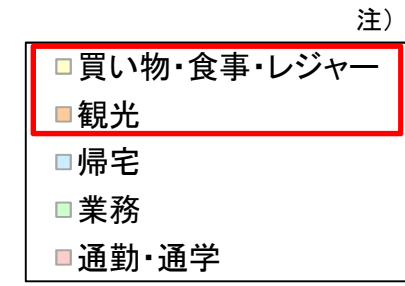 注）
買い物・食事・レジャー
観光
帰宅
業務
通勤・通学